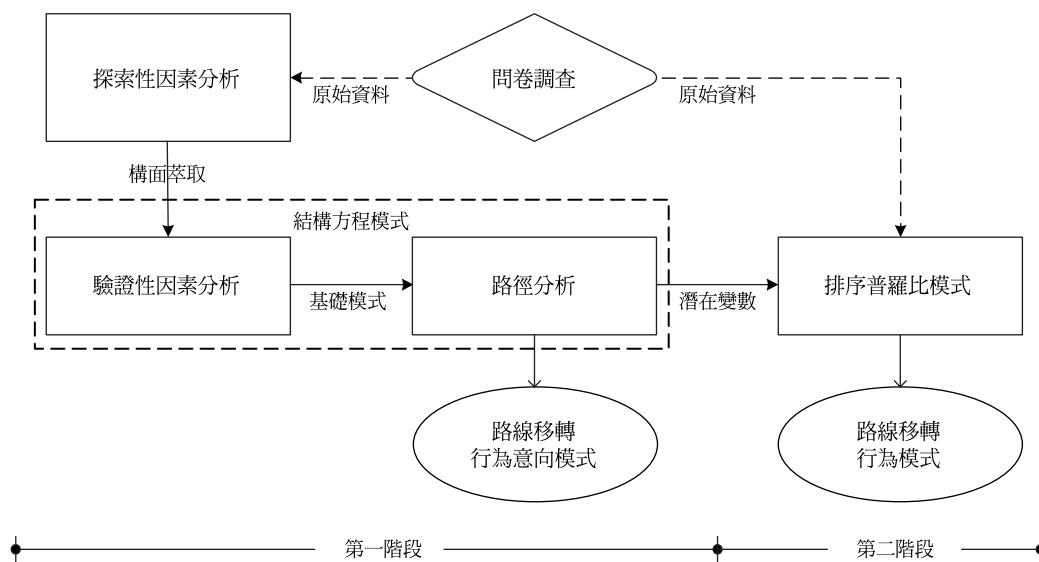 探索性因素分析
問卷調查
原始資料
原始資料
構面萃取
結構方程模式
驗證性因素分析
基礎模式
路徑分析
潛在變數
排序普羅比模式
路線移轉
行為意向模式
路線移轉
行為模式
第一階段
第二階段